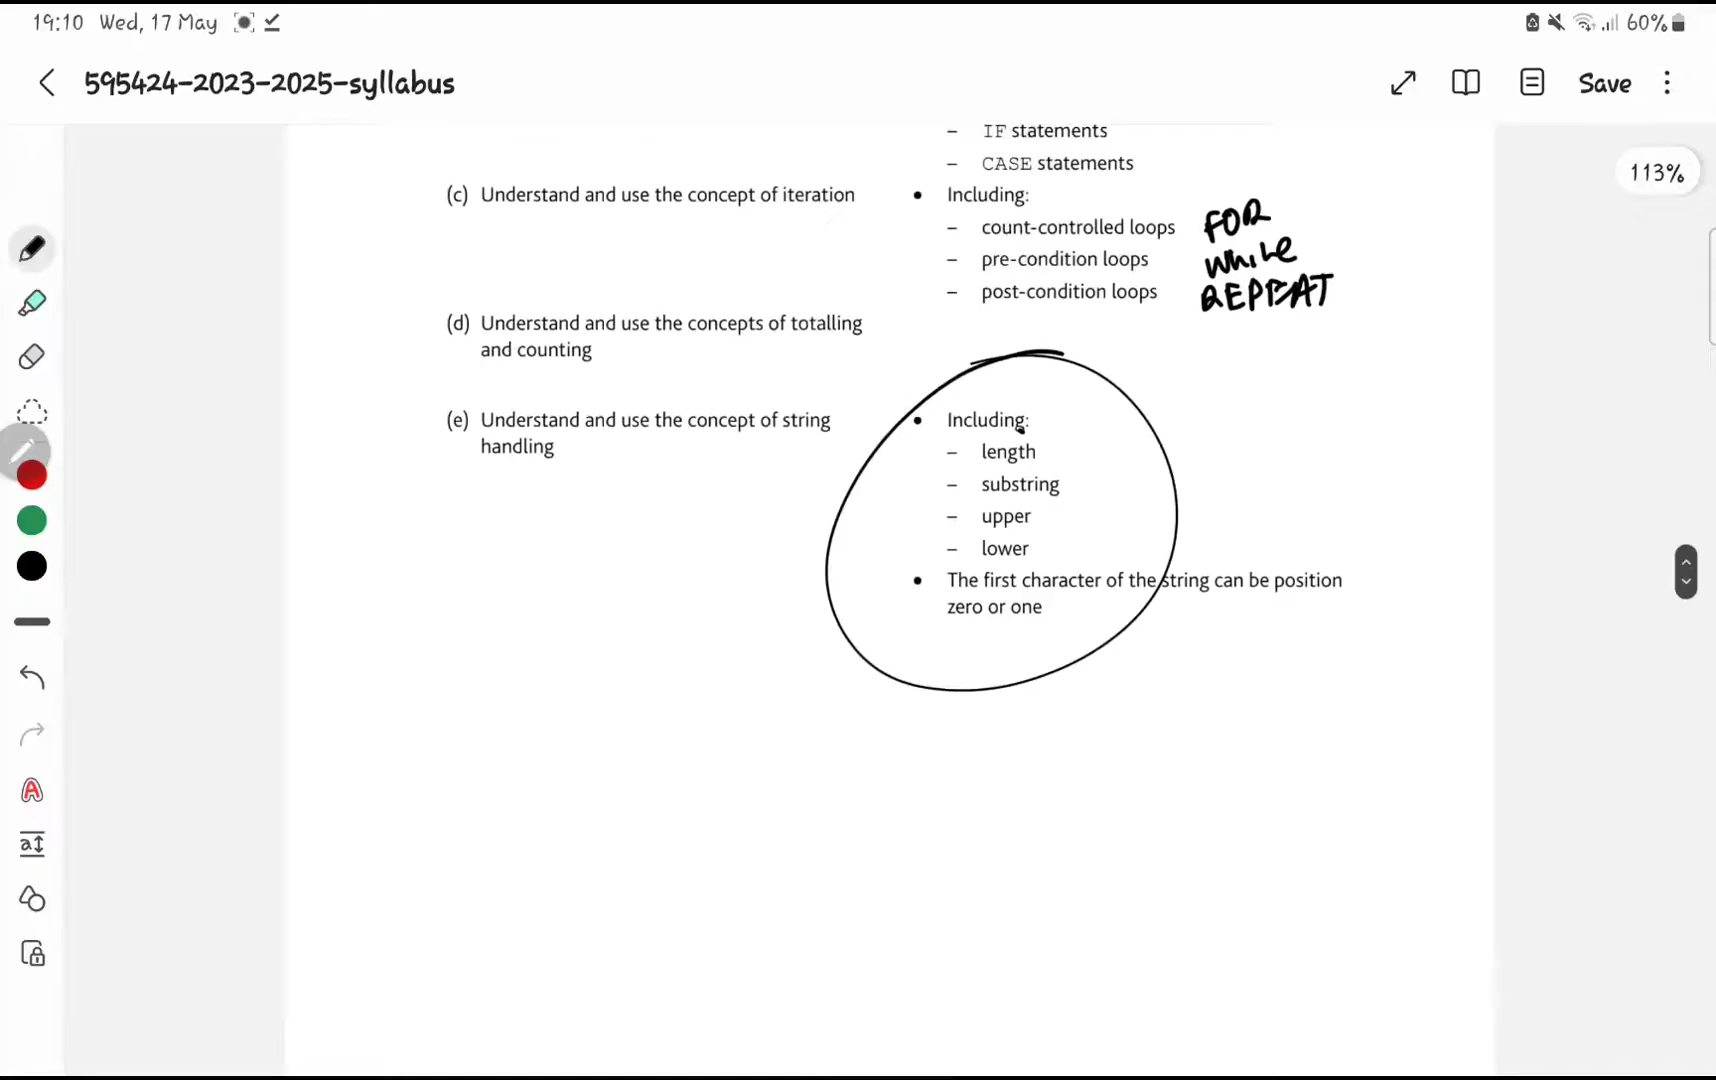 19:10 Wed, 17 May
60%
595424-2023-2025-syllabus
Save
113%
– IF statements
– CASE statements
(c) Understand and use the concept of iteration
• Including:
– count-controlled loops FOR
– pre-condition loops While
– post-condition loops REPEAT
(d) Understand and use the concepts of totalling
and counting
(e) Understand and use the concept of string
handling
• Including:
– length
– substring
– upper
– lower
• The first character of the string can be position
zero or one
A
a